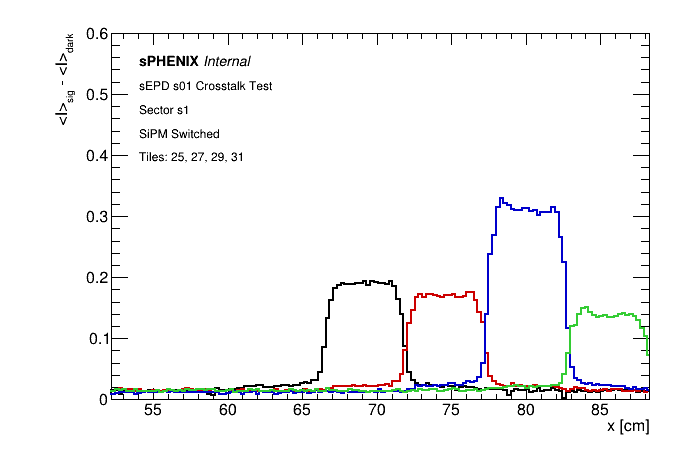 <I>sig - <I>dark
0.6
0.5
0.4
0.3
0.2
0.1
0
sPHENIX Internal
sEPD s01 Crosstalk Test
Sector s1
SiPM Switched
Tiles: 25, 27, 29, 31
55 60 65 70 75 80 85
x [cm]